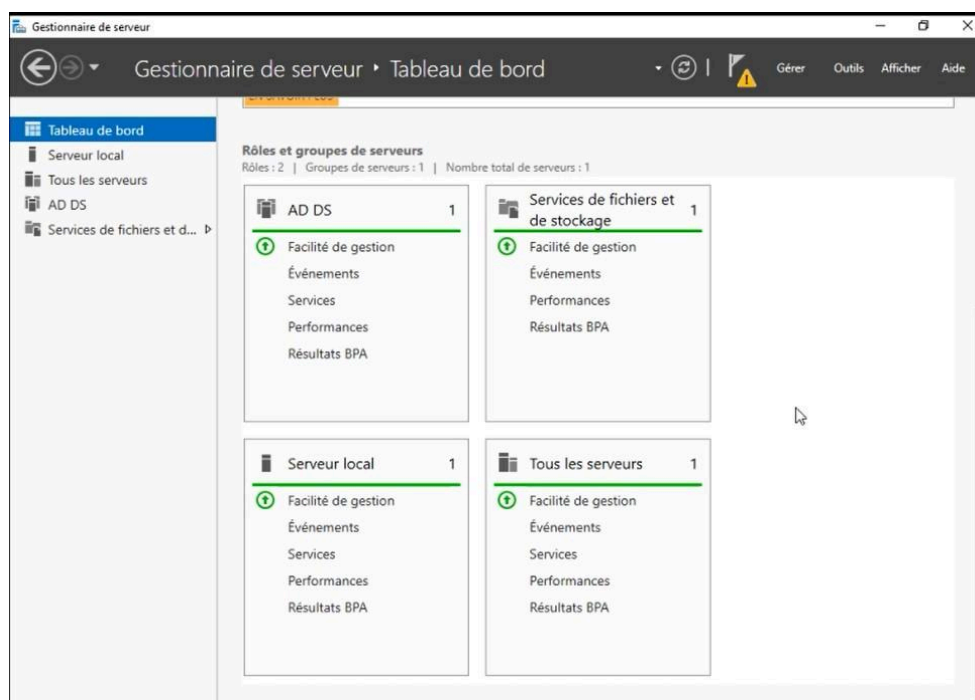 Gestionnaire de serveur
Gestionnaire de serveur ‣ Tableau de bord
Gérer Outils Afficher Aide
EN SAVOIR PLUS
Tableau de bord
Serveur local
Tous les serveurs
AD DS
Services de fichiers et d...
Rôles et groupes de serveurs
Rôles : 2 | Groupes de serveurs : 1 | Nombre total de serveurs : 1
AD DS 1
Facilité de gestion
Événements
Services
Performances
Résultats BPA
Services de fichiers et
de stockage 1
Facilité de gestion
Événements
Performances
Résultats BPA
Serveur local 1
Facilité de gestion
Événements
Services
Performances
Résultats BPA
Tous les serveurs 1
Facilité de gestion
Événements
Services
Performances
Résultats BPA